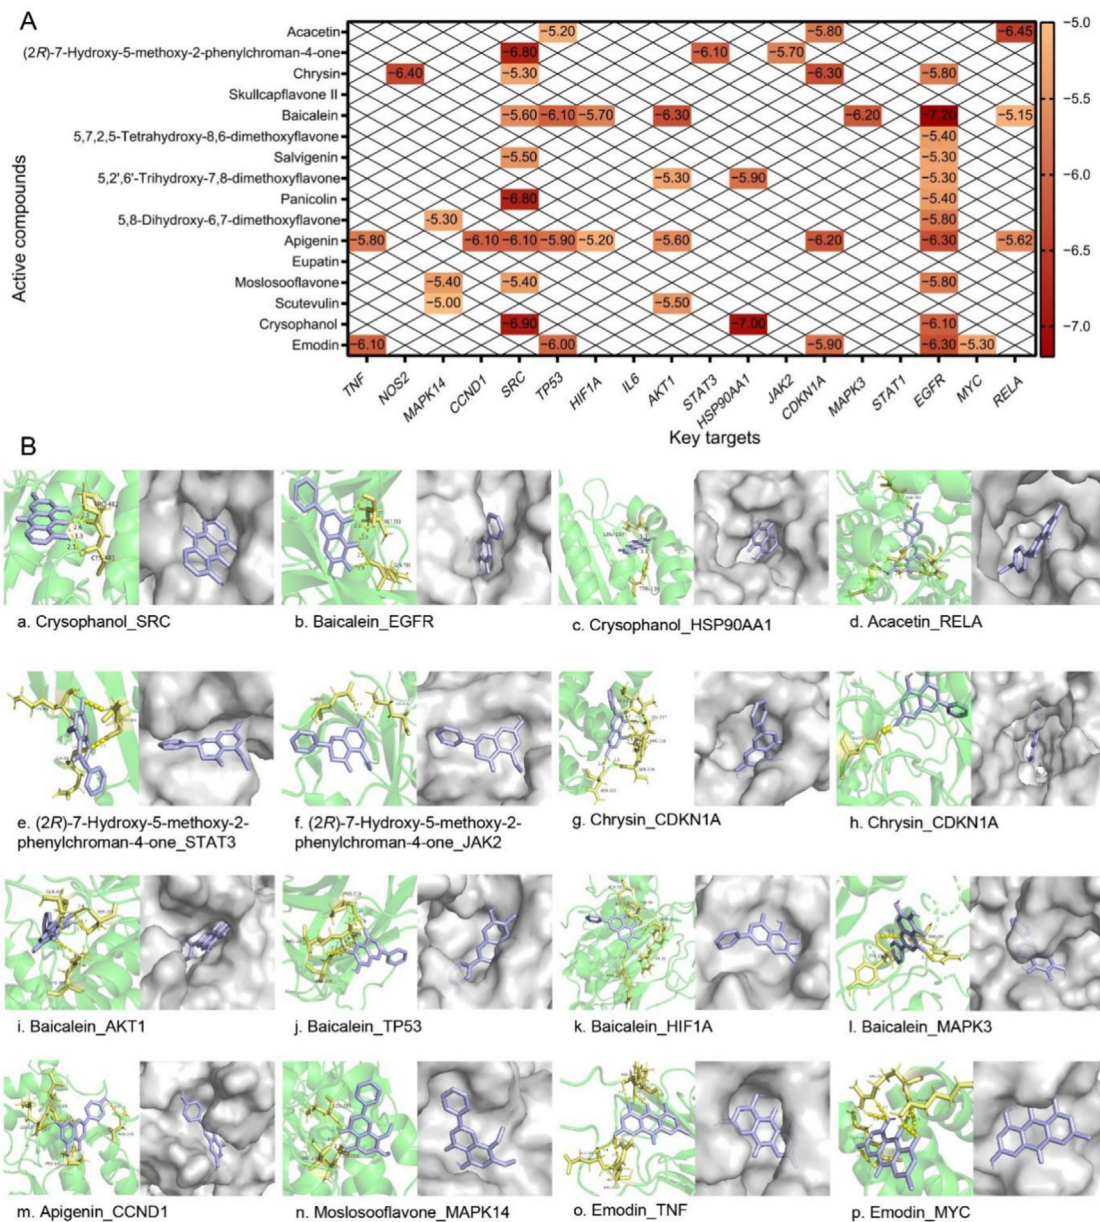 A
Acacetin −5.20 −5.80 −6.45
(2R)-7-Hydroxy-5-methoxy-2-phenylchroman-4-one −6.80 −6.10 −5.70
Chrysin −6.40 −5.30 −6.30 −5.80
Skullcapflavone II
Baicalein −5.60 −6.10 −5.70 −6.30 −6.20 −7.20 −5.15
5,7,2,5-Tetrahydroxy-8,6-dimethoxyflavone −5.40
Salvigenin −5.50 −5.30
5,2',6'-Trihydroxy-7,8-dimethoxyflavone −5.30 −5.90 −5.30
Panicolin −6.80 −5.40
5,8-Dihydroxy-6,7-dimethoxyflavone −5.30 −5.80
Apigenin −5.80 −6.10 −6.10 −5.90 −5.20 −5.60 −6.20 −6.30 −5.62
Eupatin
Moslosooflavone −5.40 −5.40 −5.80
Scutevulin −5.00 −5.50
Crysophanol −6.90 −7.00 −6.10
Emodin −6.10 −6.00 −5.90 −6.30 −5.30
Active compounds
TNF NOS2 MAPK14 CCND1 SRC TP53 HIF1A IL6 AKT1 STAT3 HSP90AA1 JAK2 CDKN1A MAPK3 STAT1 EGFR MYC RELA
Key targets
−5.0
−5.5
−6.0
−6.5
−7.0
B
a. Crysophanol_SRC
b. Baicalein_EGFR
c. Crysophanol_HSP90AA1
d. Acacetin_RELA
e. (2R)-7-Hydroxy-5-methoxy-2-
phenylchroman-4-one_STAT3
f. (2R)-7-Hydroxy-5-methoxy-2-
phenylchroman-4-one_JAK2
g. Chrysin_CDKN1A
h. Chrysin_CDKN1A
i. Baicalein_AKT1
j. Baicalein_TP53
k. Baicalein_HIF1A
l. Baicalein_MAPK3
m. Apigenin_CCND1
n. Moslosooflavone_MAPK14
o. Emodin_TNF
p. Emodin_MYC